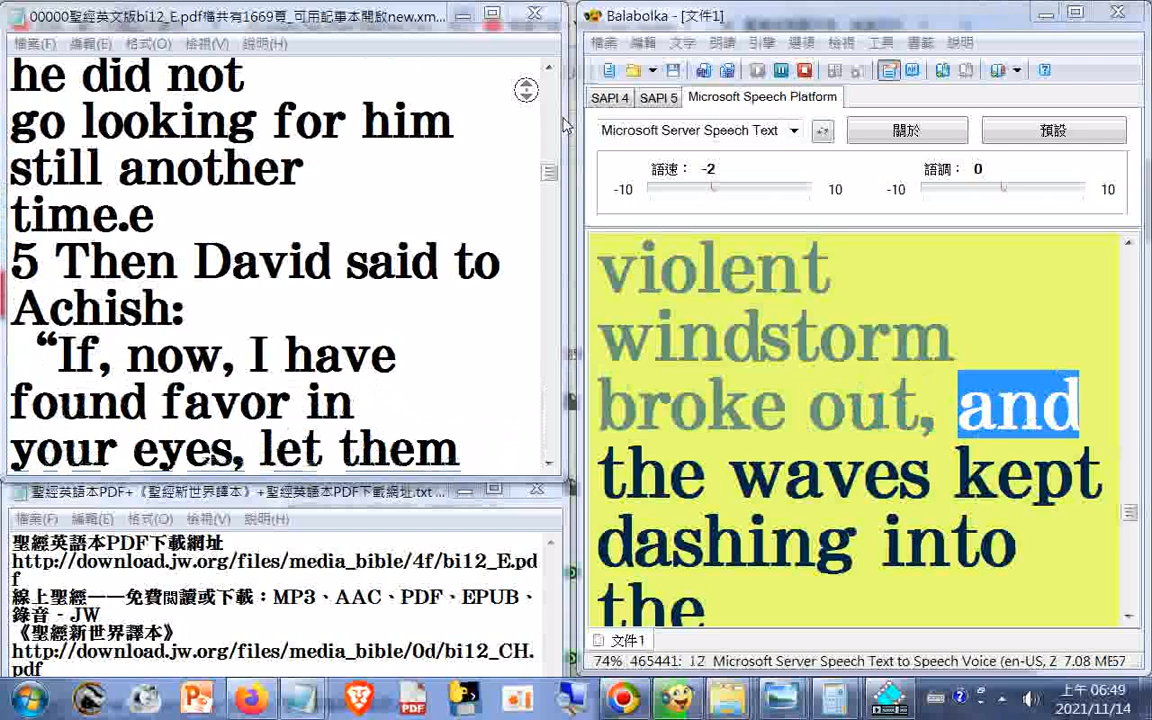 00000聖經英文版bi12_E.pdf檔共有1669頁_可用記事本開啟new.xm...
檔案(F) 編輯(E) 格式(O) 檢視(V) 說明(H)
he did not
go looking for him
still another
time.e
5 Then David said to
Achish:
“If, now, I have
found favor in
your eyes, let them
聖經英語本PDF+《聖經新世界譯本》+聖經英語本PDF下載網址.txt ...
檔案(F) 編輯(E) 格式(O) 檢視(V) 說明(H)
聖經英語本PDF下載網址
http://download.jw.org/files/media_bible/4f/bi12_E.pd
f
線上聖經──免費閱讀或下載：MP3、AAC、PDF、EPUB、
錄音 - JW
《聖經新世界譯本》
http://download.jw.org/files/media_bible/0d/bi12_CH.
pdf
Balabolka - [文件1]
檔案 編輯 文字 朗讀 引擎 選項 檢視 工具 書籤 說明
SAPI 4 SAPI 5 Microsoft Speech Platform
Microsoft Server Speech Text 關於 預設
語速： -2 語調： 0
-10 10 -10 10
violent
windstorm
broke out, and
the waves kept
dashing into
the
文件1
74% 465441: 12 Microsoft Server Speech Text to Speech Voice (en-US, Z 7.08 ME57
上午 06:49
2021/11/14